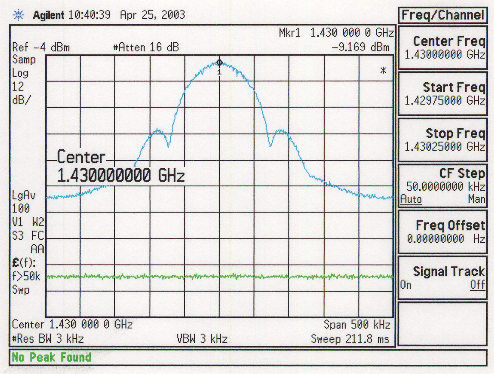 Agilent 10:40:39 Apr 25, 2003
Freq/Channel
Mkr1 1.430 000 0 GHz
Ref -4 dBm
#Atten 16 dB
-9.169 dBm
Samp
Log
12
dB/
1
*
Center
1.430000000 GHz
LgAv
100
V1 W2
S3 FC
AA
£(f):
f>50k
Swp
Center 1.430 000 0 GHz
Span 500 kHz
#Res BW 3 kHz
VBW 3 kHz
Sweep 211.8 ms
No Peak Found
Center Freq
1.43000000 GHz
Start Freq
1.42975000 GHz
Stop Freq
1.43025000 GHz
CF Step
50.0000000 kHz
Auto Man
Freq Offset
0.00000000 Hz
Signal Track
On Off